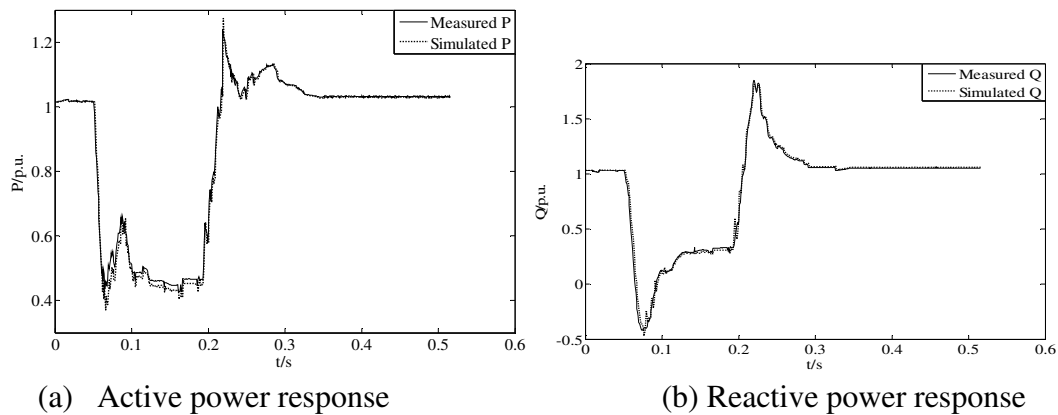 Measured P
Simulated P
1.2
1
0.8
0.6
0.4
P/p.u.
0 0.1 0.2 0.3 0.4 0.5 0.6
t/s
(a) Active power response
Measured Q
Simulated Q
2
1.5
1
0.5
0
-0.5
Q/p.u.
0 0.1 0.2 0.3 0.4 0.5 0.6
t/s
(b) Reactive power response